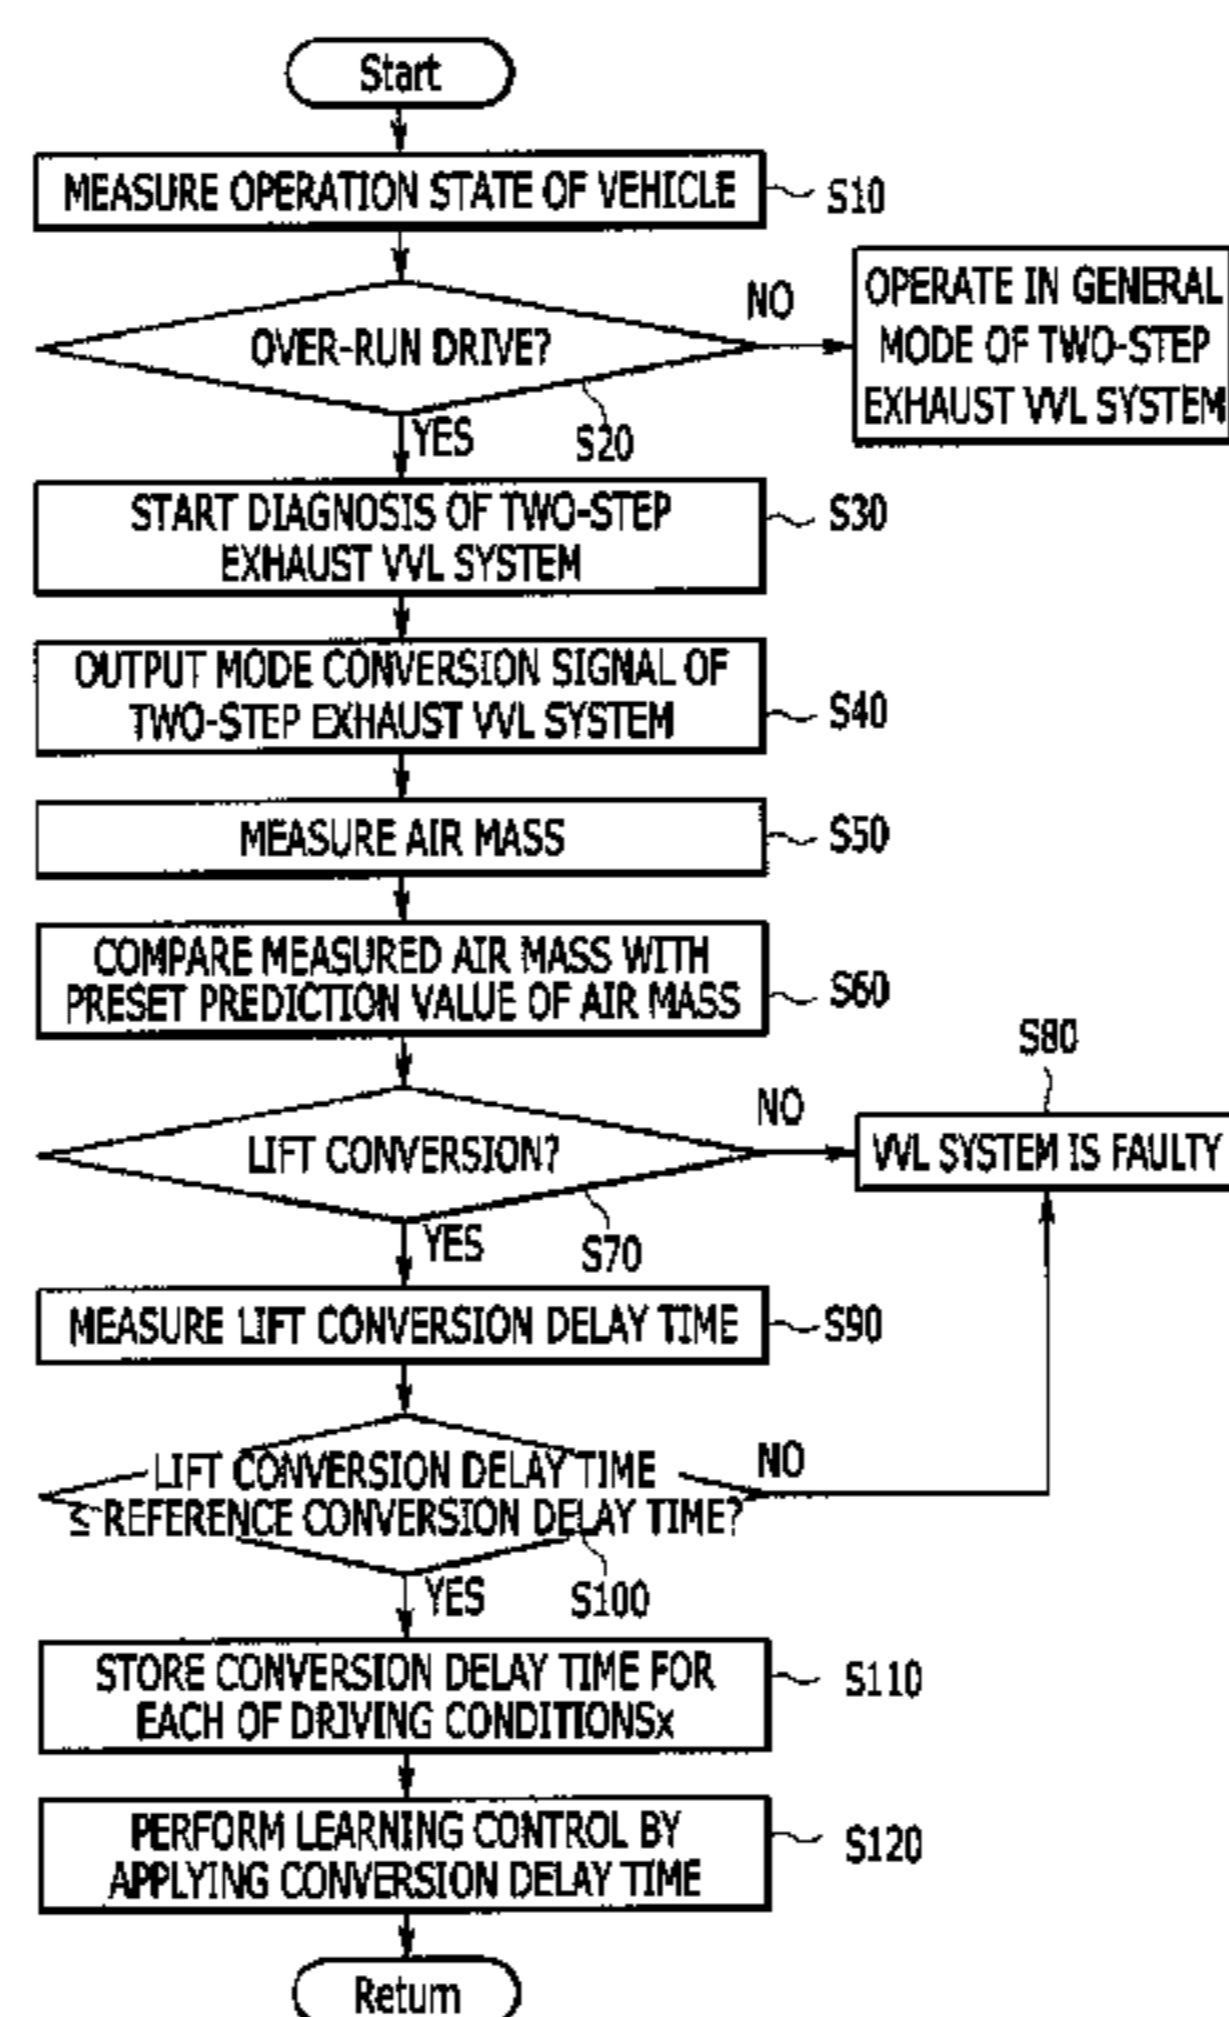 Start
MEASURE OPERATION STATE OF VEHICLE
S10
OVER-RUN DRIVE?
S20
NO
OPERATE IN GENERAL
MODE OF TWO-STEP
EXHAUST VVL SYSTEM
YES
START DIAGNOSIS OF TWO-STEP
EXHAUST VVL SYSTEM
S30
OUTPUT MODE CONVERSION SIGNAL OF
TWO-STEP EXHAUST VVL SYSTEM
S40
MEASURE AIR MASS
S50
COMPARE MEASURED AIR MASS WITH
PRESET PREDICTION VALUE OF AIR MASS
S60
LIFT CONVERSION?
S70
NO
S80
VVL SYSTEM IS FAULTY
YES
MEASURE LIFT CONVERSION DELAY TIME
S90
LIFT CONVERSION DELAY TIME
≤ REFERENCE CONVERSION DELAY TIME?
S100
NO
YES
STORE CONVERSION DELAY TIME FOR
EACH OF DRIVING CONDITIONSx
S110
PERFORM LEARNING CONTROL BY
APPLYING CONVERSION DELAY TIME
S120
Return